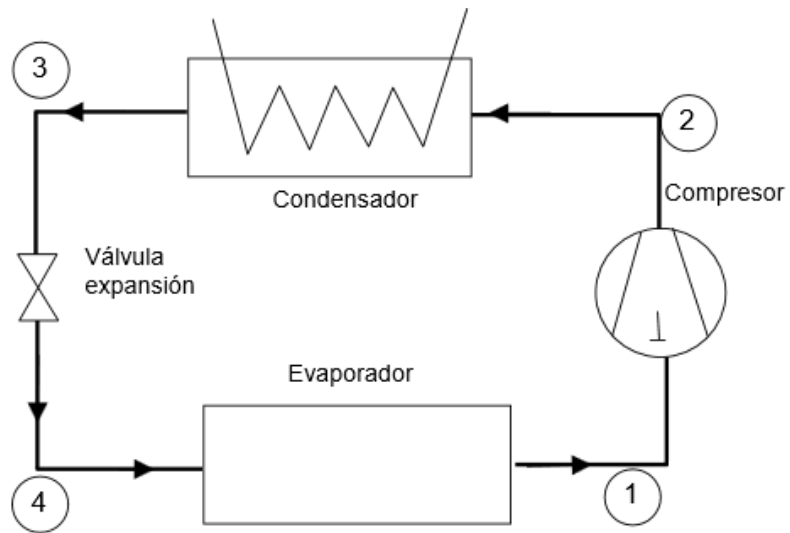 3
2
Condensador
Compresor
Válvula
expansión
Evaporador
4
1